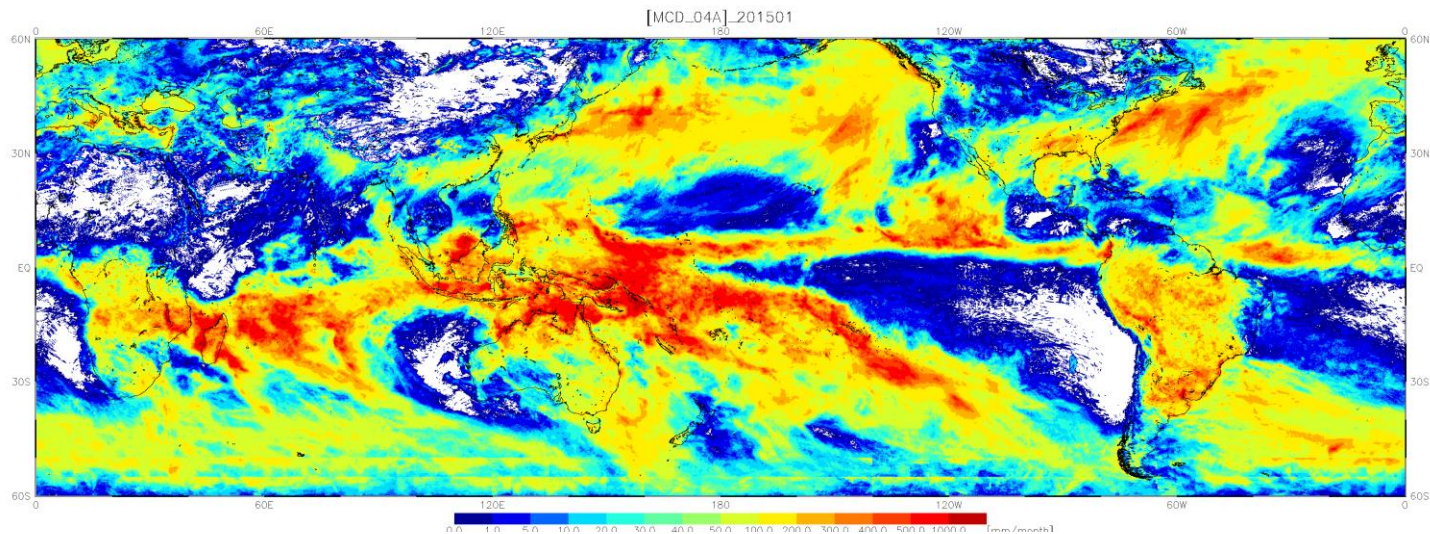 [MCD_04A]_201501
0 60E 120E 180 120W 60W 0
60N 60N
30N 30N
EQ EQ
30S 30S
60S 60S
0 60E 120E 180 120W 60W 0
0.0 1.0 5.0 10.0 20.0 30.0 40.0 50.0 100.0 200.0 300.0 400.0 500.0 1000.0 [mm/month]